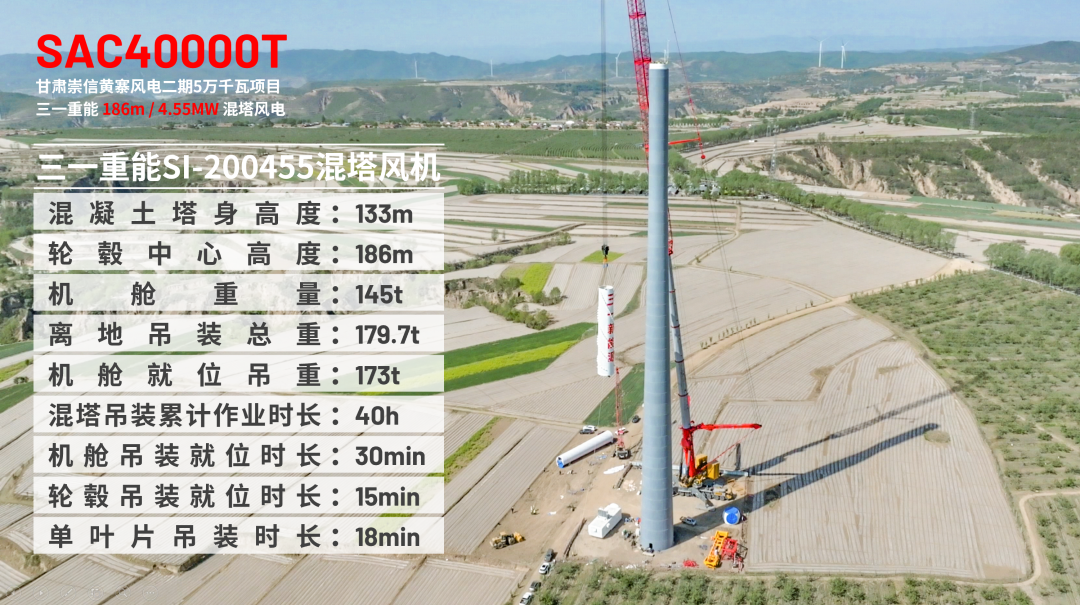 SAC40000T
甘肃崇信黄寨风电二期5万千瓦项目
三一重能 186m / 4.55MW 混塔风电
三一重能SI-200455混塔风机
混凝土塔身高度：133m
轮毂中心高度：186m
机舱重量：145t
离地吊装总重：179.7t
机舱就位吊重：173t
混塔吊装累计作业时长：40h
机舱吊装就位时长：30min
轮毂吊装就位时长：15min
单叶片吊装时长：18min